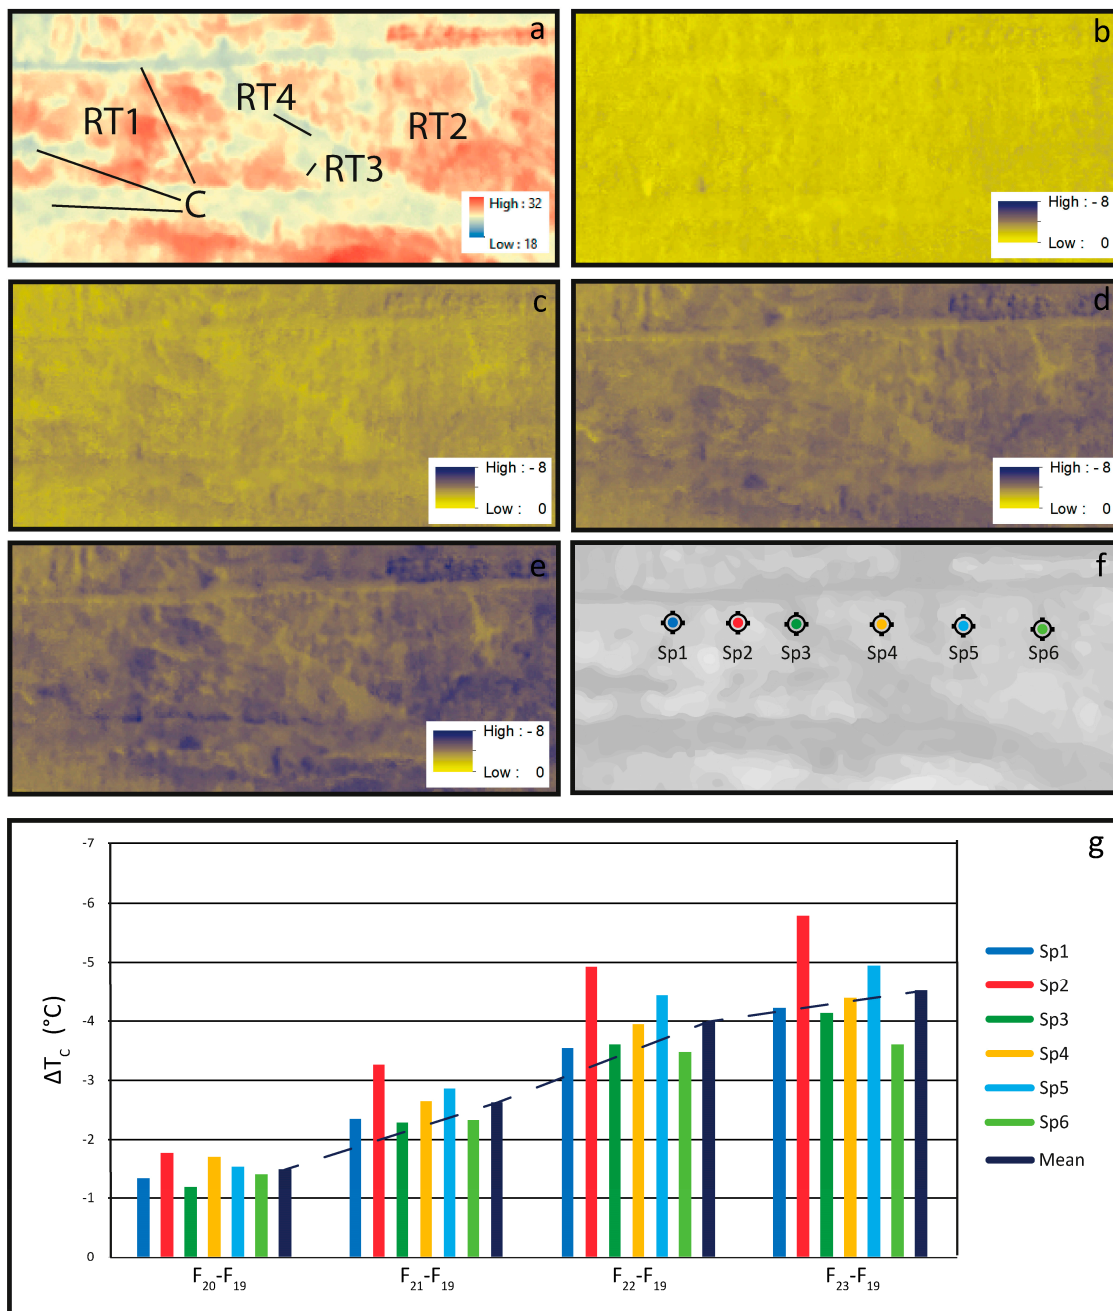 a
RT1
RT4
RT2
RT3
C
High : 32
Low : 18
b
High : - 8
Low : 0
c
High : - 8
Low : 0
d
High : - 8
Low : 0
e
High : - 8
Low : 0
f
Sp1 Sp2 Sp3 Sp4 Sp5 Sp6
g
ΔT_C (°C)
-7
-6
-5
-4
-3
-2
-1
0
F20-F19 F21-F19 F22-F19 F23-F19
Sp1
Sp2
Sp3
Sp4
Sp5
Sp6
Mean